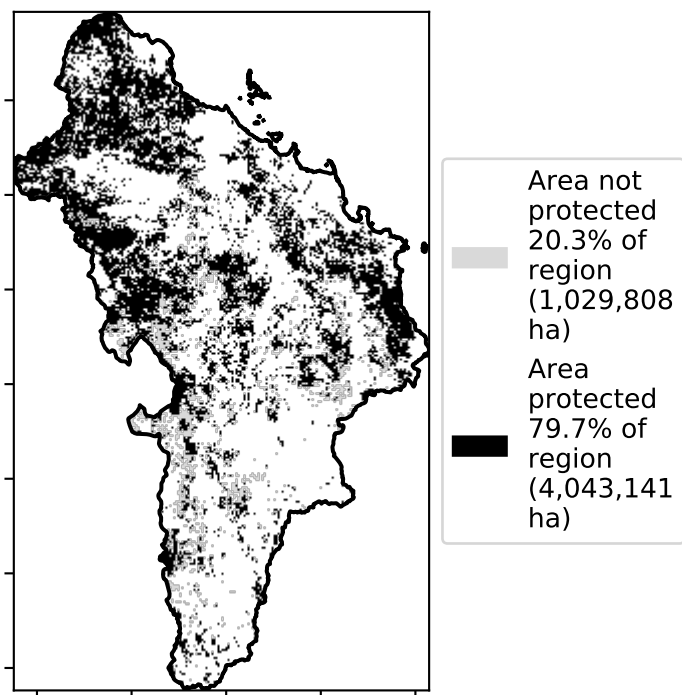 Area not
protected
20.3% of
region
(1,029,808
ha)
Area
protected
79.7% of
region
(4,043,141
ha)